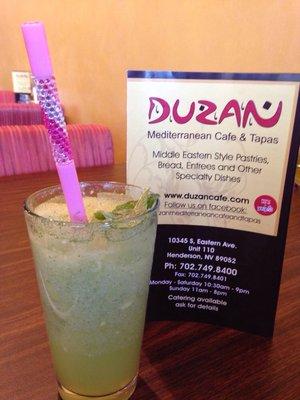 DUZAN
Mediterranean Cafe & Tapas
Middle Eastern Style Pastries,
Bread, Entrees and Other
Specialty Dishes
www.duzancafe.com
Follow us on facebook:
zanmediterraneancafeandtapas
10345 S. Eastern Ave.
Unit 110
Henderson, NV 89052
Ph: 702.749.8400
Fax: 702.749.8401
Monday - Saturday 10:30am - 9pm
Sunday 11am - 8pm
Catering available
ask for details